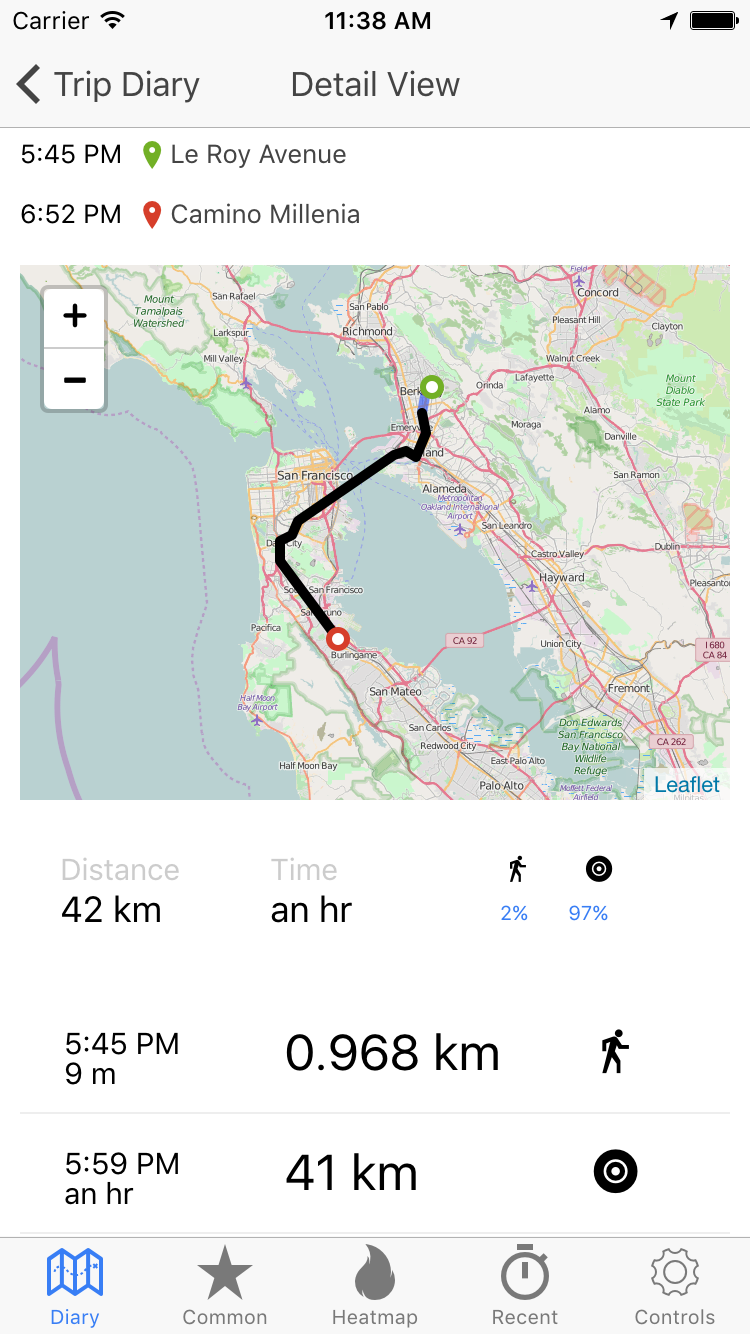 Carrier 11:38 AM
Trip Diary Detail View
5:45 PM Le Roy Avenue
6:52 PM Camino Millenia
+
−
Field
Concord
Mount
Tamalpais
Watershed
San Rafael
San Pablo
Pleasant Hill
Clayton
Larkspur
Richmond
Mill Valley
Walnut Creek
Lafayette
Orinda
Mount
Diablo
State Park
Berk
Alamo
Moraga
Emery
Danville
land
San Francisco
San Ramon
Alameda
Metropolitan
Oakland International
Airport
San Leandro
Da City
Dublin
Castro Valley
Hayward
Pleasanto
So San Francisco
San runo
Pacifica
CA 92
Union City
I 680
CA 84
Burlingame
San Mateo
Fremont
Half Moon
Bay Airport
San Carlos
Don Edwards
San Francisco
Bay National
Wildlife
Refuge
CA 262
Redwood City
East Palo Alto
Half Moon Bay
Palo Alto
Moffett Federal
Airfield
Leaflet
Milpitas
Distance Time
42 km an hr 2% 97%
5:45 PM
9 m
0.968 km
5:59 PM
an hr
41 km
Diary Common Heatmap Recent Controls